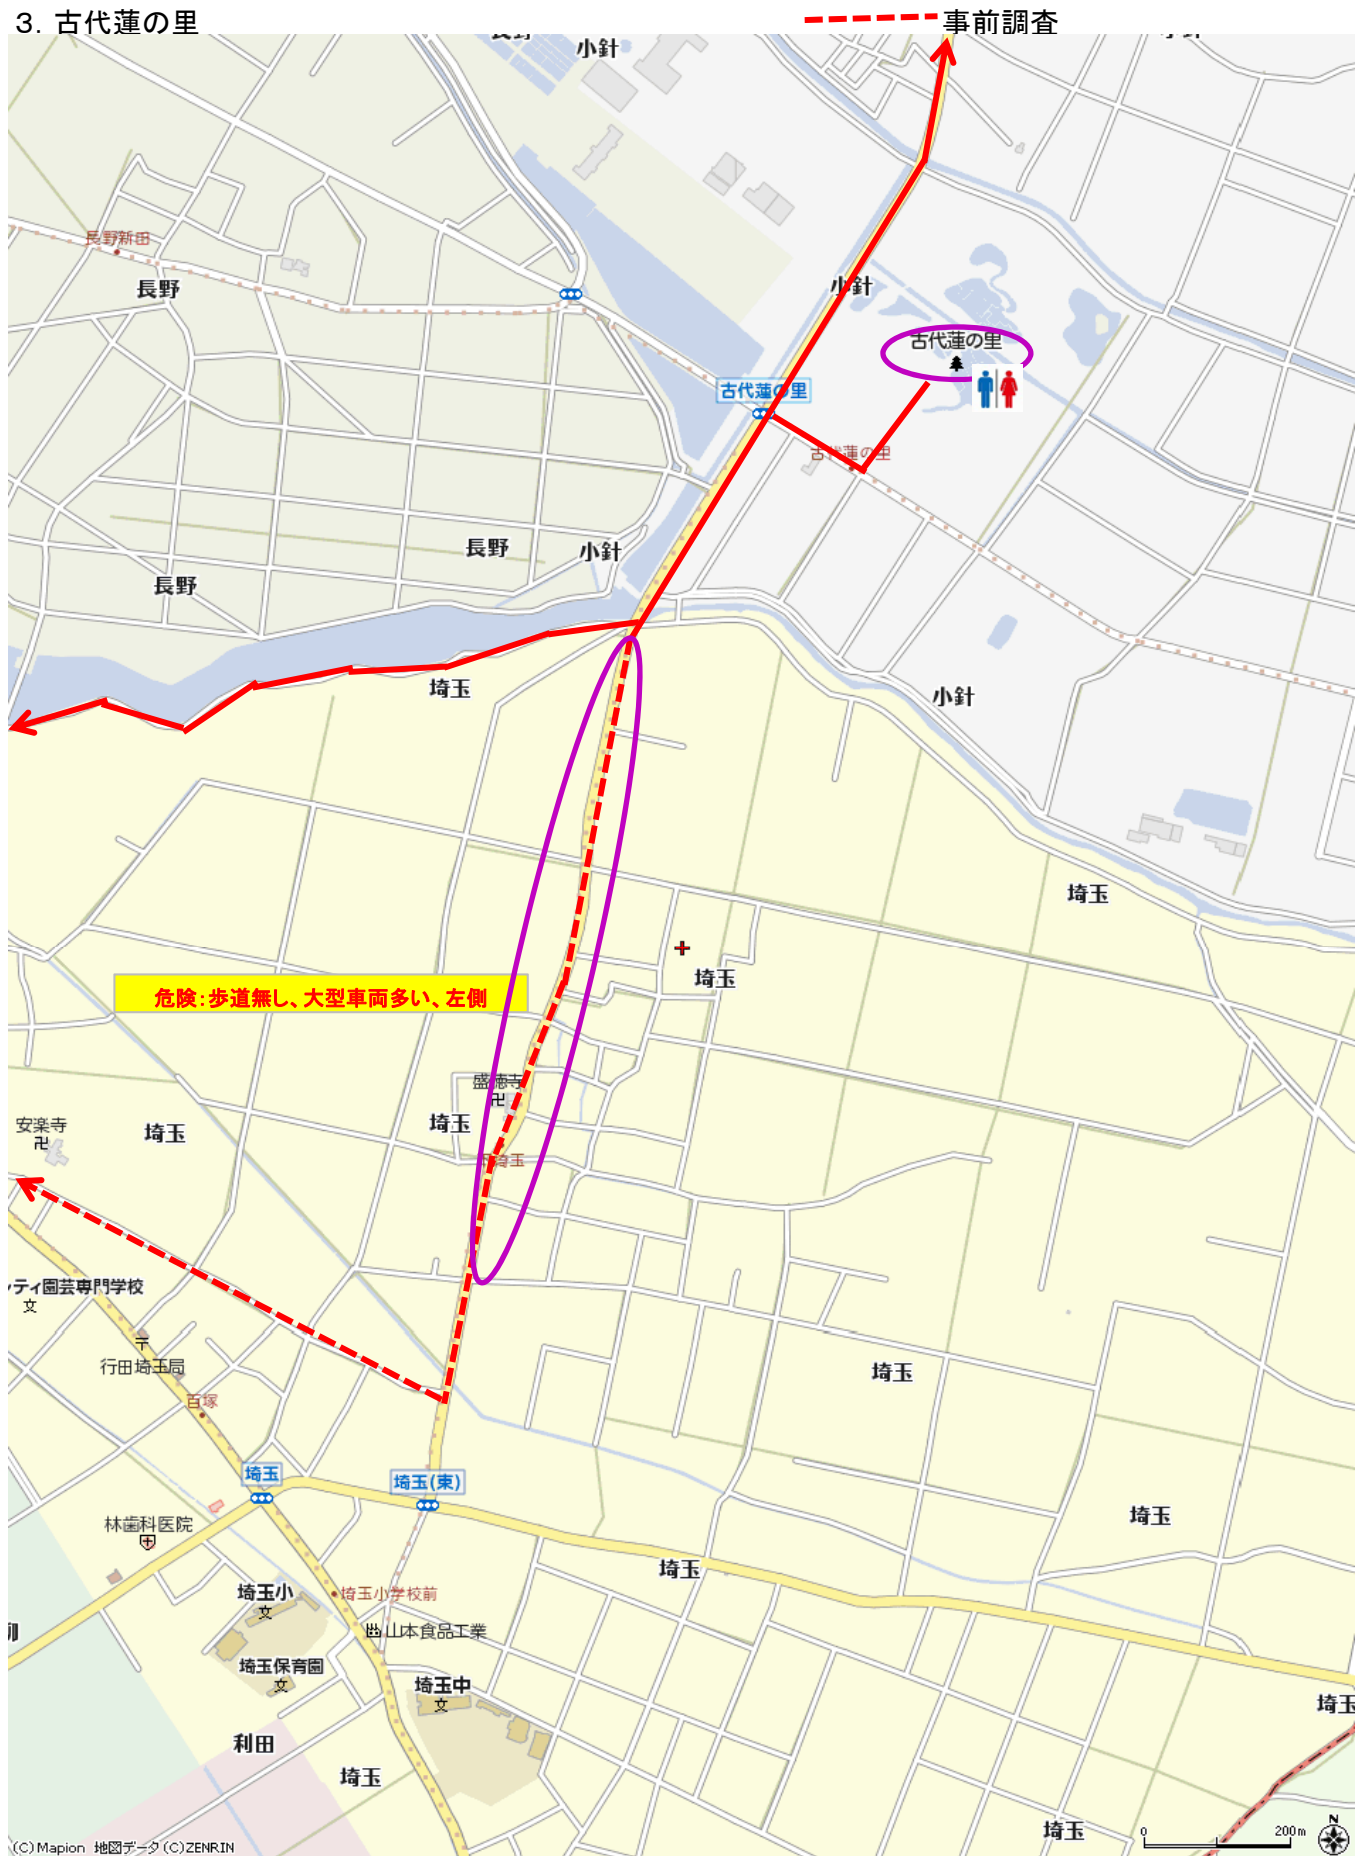 3．古代蓮の里
事前調査
小針
長野新田
長野
小針
古代蓮の里
古代蓮の里
古代蓮の里
長野
小針
長野
埼玉
小針
埼玉
埼玉
危険：歩道無し、大型車両多い、左側
盛徳寺
安楽寺
埼玉
埼玉
埼玉
ティ園芸専門学校
行田埼玉局
百塚
埼玉
埼玉
埼玉(東)
林歯科医院
埼玉
埼玉
埼玉小
埼玉小学校前
山本食品工業
埼玉保育園
埼玉中
埼玉
利田
埼玉
埼玉
0 200m
N
(C)Mapion 地図データ(C)ZENRIN